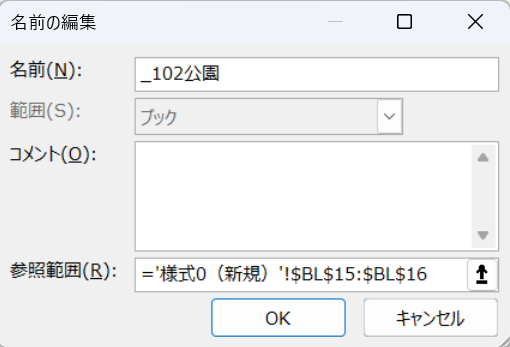 名前の編集
名前(N):
_102公園
範囲(S):
ブック
コメント(O):
参照範囲(R):
='様式0（新規）'!$BL$15:$BL$16
OK
キャンセル